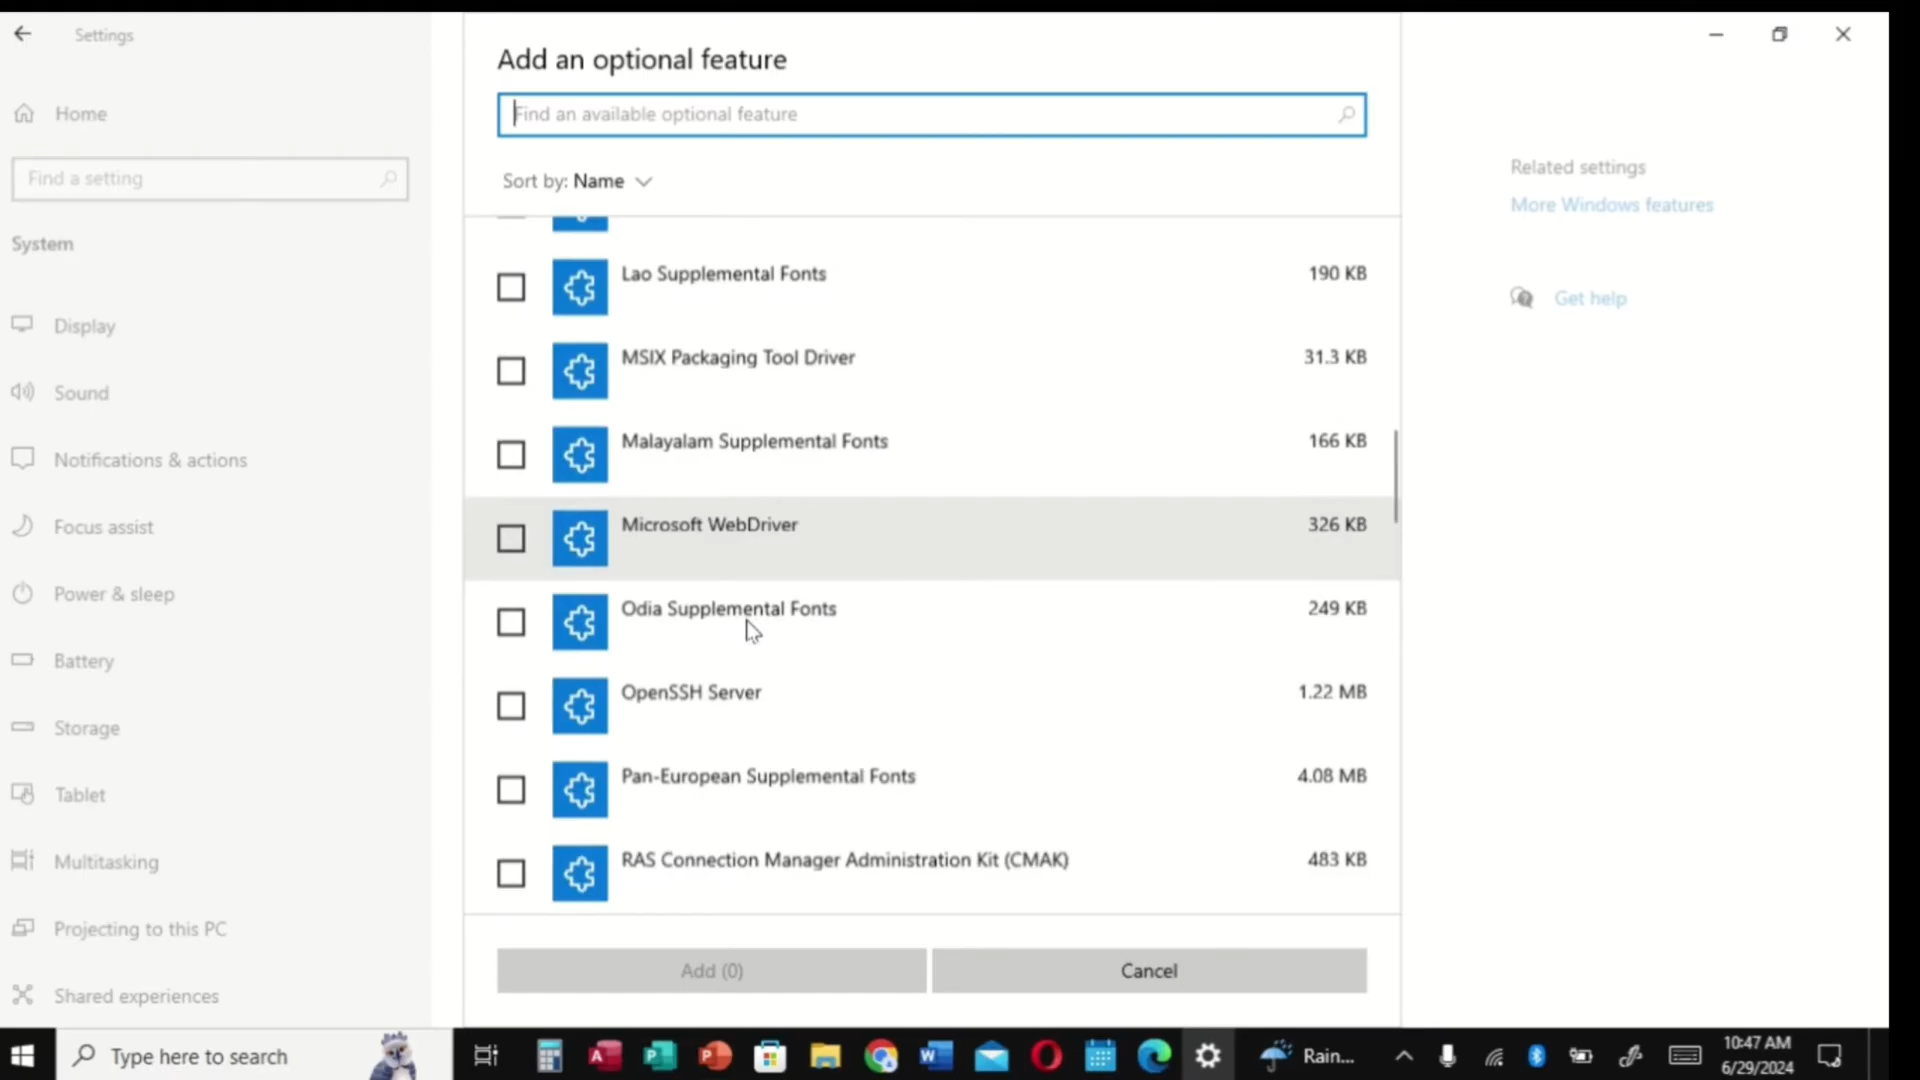 Settings
Home
Find a setting
System
Display
Sound
Notifications & actions
Focus assist
Power & sleep
Battery
Storage
Tablet
Multitasking
Projecting to this PC
Shared experiences
Add an optional feature
Find an available optional feature
Sort by: Name
Lao Supplemental Fonts 190 KB
MSIX Packaging Tool Driver 31.3 KB
Malayalam Supplemental Fonts 166 KB
Microsoft WebDriver 326 KB
Odia Supplemental Fonts 249 KB
OpenSSH Server 1.22 MB
Pan-European Supplemental Fonts 4.08 MB
RAS Connection Manager Administration Kit (CMAK) 483 KB
Add (0) Cancel
Related settings
More Windows features
Get help
Type here to search
A P P W
Rain...
10:47 AM
6/29/2024